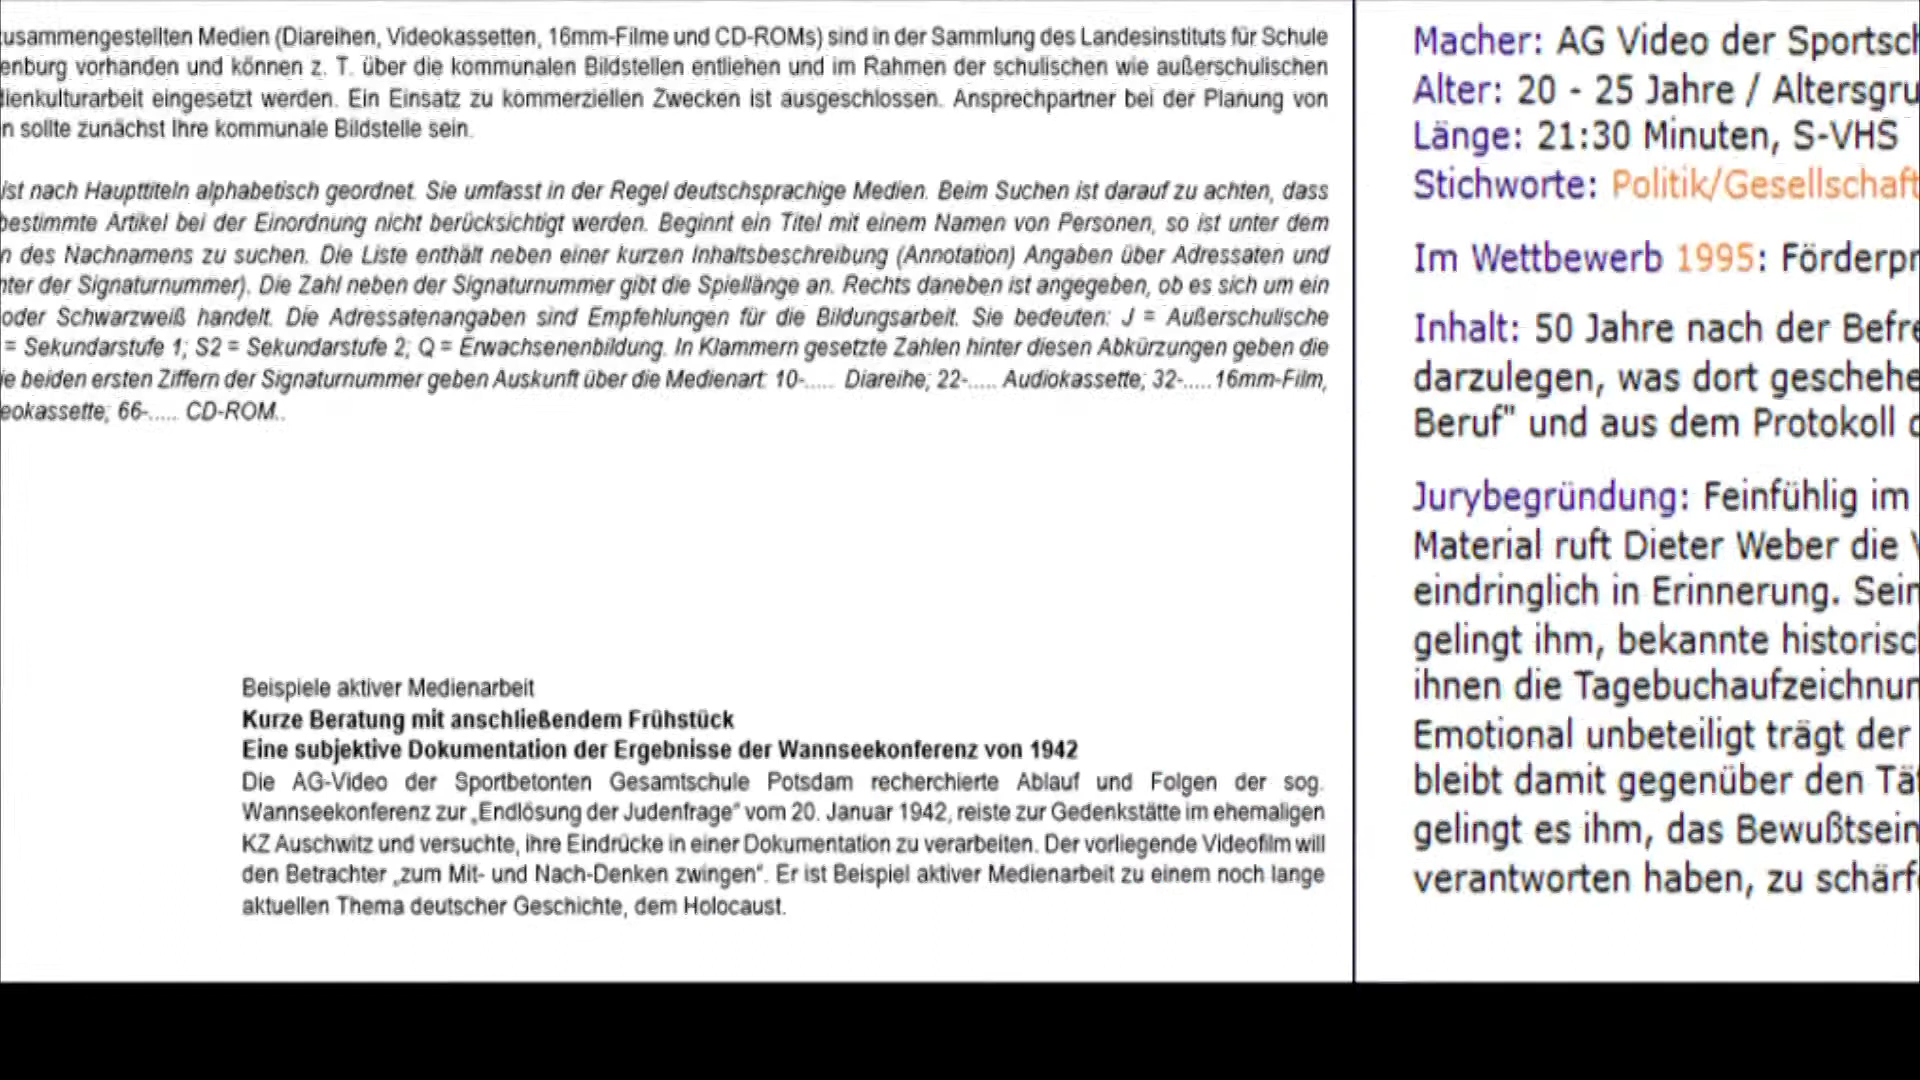 usammengestellten Medien (Diareihen, Videokassetten, 16mm-Filme und CD-ROMs) sind in der Sammlung des Landesinstituts für Schule
enburg vorhanden und können z. T. über die kommunalen Bildstellen entliehen und im Rahmen der schulischen wie außerschulischen
dienkulturarbeit eingesetzt werden. Ein Einsatz zu kommerziellen Zwecken ist ausgeschlossen. Ansprechpartner bei der Planung von
n sollte zunächst Ihre kommunale Bildstelle sein.
ist nach Haupttiteln alphabetisch geordnet. Sie umfasst in der Regel deutschsprachige Medien. Beim Suchen ist darauf zu achten, dass
bestimmte Artikel bei der Einordnung nicht berücksichtigt werden. Beginnt ein Titel mit einem Namen von Personen, so ist unter dem
n des Nachnamens zu suchen. Die Liste enthält neben einer kurzen Inhaltsbeschreibung (Annotation) Angaben über Adressaten und
nter der Signaturnummer). Die Zahl neben der Signaturnummer gibt die Spiellänge an. Rechts daneben ist angegeben, ob es sich um ein
oder Schwarzweiß handelt. Die Adressatenangaben sind Empfehlungen für die Bildungsarbeit. Sie bedeuten: J = Außerschulische
= Sekundarstufe 1; S2 = Sekundarstufe 2; Q = Erwachsenenbildung. In Klammern gesetzte Zahlen hinter diesen Abkürzungen geben die
ie beiden ersten Ziffern der Signaturnummer geben Auskunft über die Medienart: 10-..... Diareihe; 22-..... Audiokassette; 32-..... 16mm-Film,
eokassette; 66-..... CD-ROM..
Beispiele aktiver Medienarbeit
Kurze Beratung mit anschließendem Frühstück
Eine subjektive Dokumentation der Ergebnisse der Wannseekonferenz von 1942
Die AG-Video der Sportbetonten Gesamtschule Potsdam recherchierte Ablauf und Folgen der sog.
Wannseekonferenz zur „Endlösung der Judenfrage" vom 20. Januar 1942, reiste zur Gedenkstätte im ehemaligen
KZ Auschwitz und versuchte, ihre Eindrücke in einer Dokumentation zu verarbeiten. Der vorliegende Videofilm will
den Betrachter „zum Mit- und Nach-Denken zwingen". Er ist Beispiel aktiver Medienarbeit zu einem noch lange
aktuellen Thema deutscher Geschichte, dem Holocaust.
Macher: AG Video der Sportsch
Alter: 20 - 25 Jahre / Altersgru
Länge: 21:30 Minuten, S-VHS
Stichworte: Politik/Gesellschaft
Im Wettbewerb 1995: Förderpr
Inhalt: 50 Jahre nach der Befre
darzulegen, was dort geschehe
Beruf" und aus dem Protokoll d
Jurybegründung: Feinfühlig im
Material ruft Dieter Weber die V
eindringlich in Erinnerung. Sein
gelingt ihm, bekannte historisc
ihnen die Tagebuchaufzeichnun
Emotional unbeteiligt trägt der
bleibt damit gegenüber den Tä
gelingt es ihm, das Bewußtsein
verantworten haben, zu schärfe